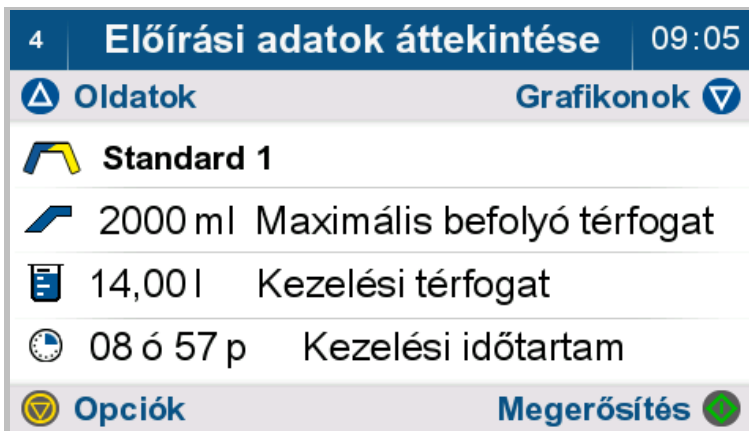 4 Előírási adatok áttekintése 09:05
Oldatok Grafikonok
Standard 1
2000 ml Maximális befolyó térfogat
14,00 l Kezelési térfogat
08 ó 57 p Kezelési időtartam
Opciók Megerősítés